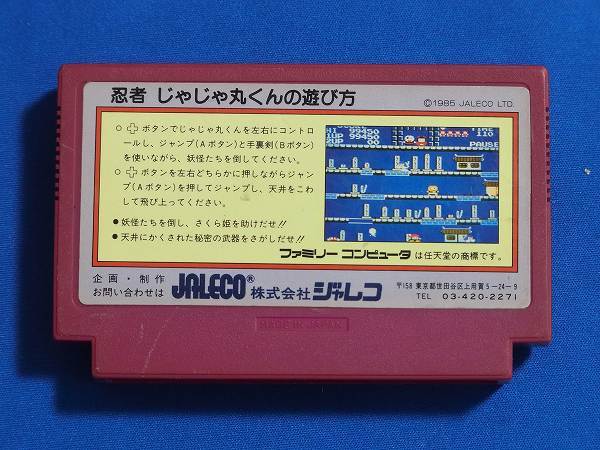 忍者 じゃじゃ丸くんの遊び方
©1985 JALECO LTD.
○ ✚ ボタンでじゃじゃ丸くんを左右にコントロ
ールし、ジャンプ(Aボタン)と手裏剣(Bボタン)
を使いながら、妖怪たちを倒してください。
○ ✚ ボタンを左右どちらかに押しながらジャン
プ(Aボタン)を押してジャンプし、天井をこわ
して飛び上ってください。
● 妖怪たちを倒し、さくら姫を助けだせ!!
● 天井にかくされた秘密の武器をさがしだせ!!
HI 99450
1UP 99450
2UP 00
TIME
110
PAUSE
ファミリー コンピュータ は任天堂の商標です。
企画・制作
お問い合わせは JALECO® 株式会社 ジャレコ
〒158 東京都世田谷区上用賀5-24-9
TEL 03-420-2271
MADE IN JAPAN